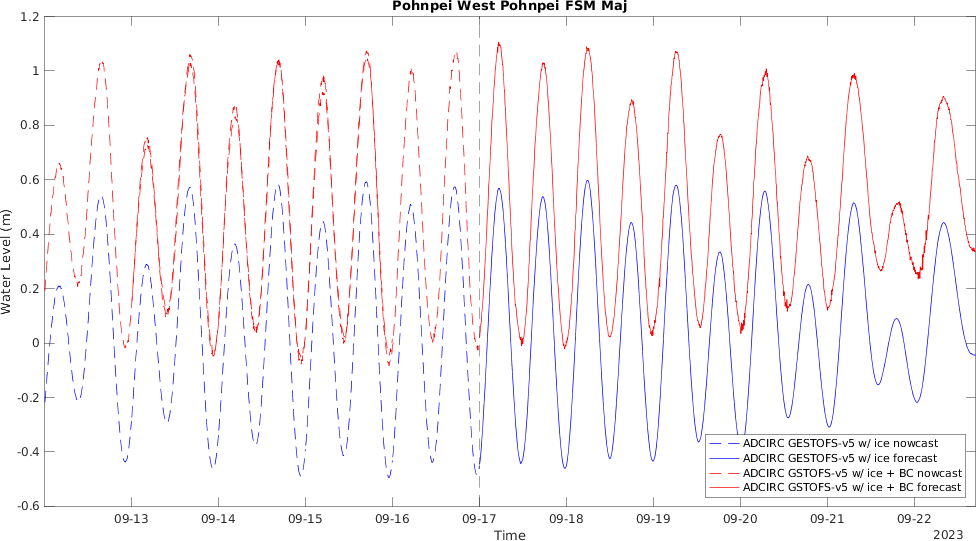 Pohnpei West Pohnpei FSM Maj
1.2
1
0.8
0.6
0.4
0.2
0
-0.2
-0.4
-0.6
Water Level (m)
ADCIRC GESTOFS-v5 w/ ice nowcast
ADCIRC GESTOFS-v5 w/ ice forecast
ADCIRC GSTOFS-v5 w/ ice + BC nowcast
ADCIRC GSTOFS-v5 w/ ice + BC forecast
09-13 09-14 09-15 09-16 09-17 09-18 09-19 09-20 09-21 09-22
Time
2023